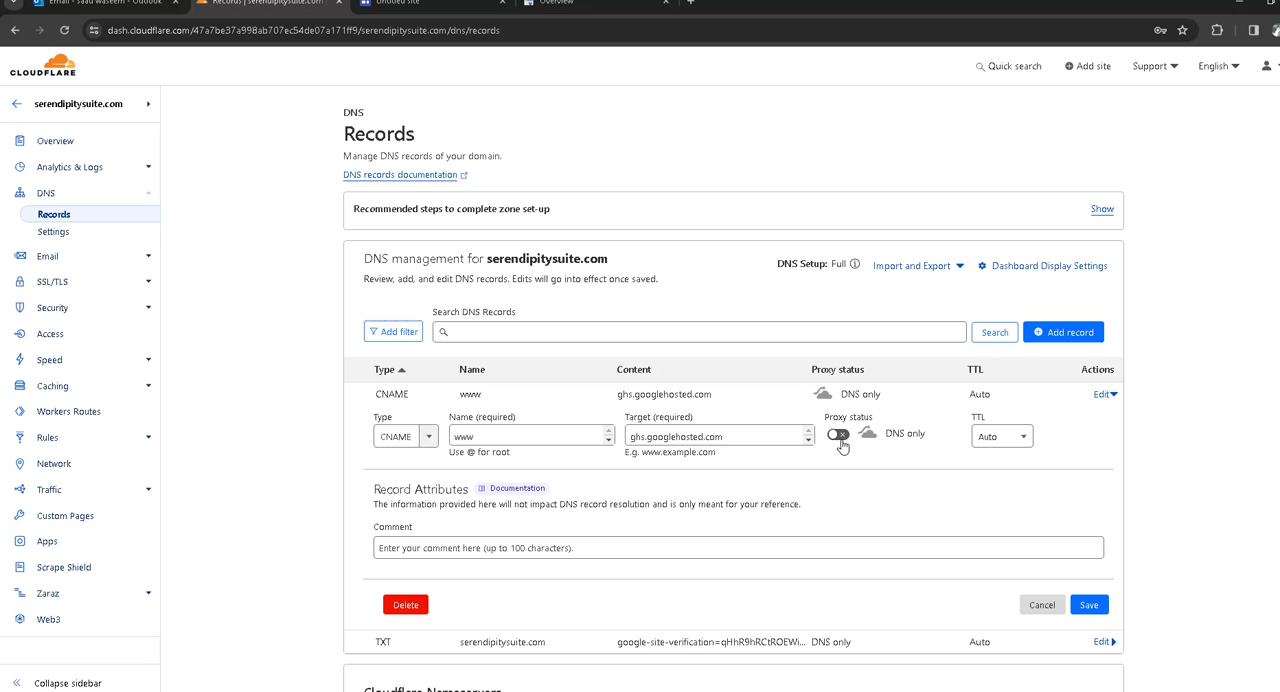 Email - saad waseem - Outlook
Records | serendipitysuite.com
Untitled site
Overview
dash.cloudflare.com/47a7be37a998ab707ec54de07a171ff9/serendipitysuite.com/dns/records
CLOUDFLARE
Quick search
Add site
Support
English
serendipitysuite.com
Overview
Analytics & Logs
DNS
Records
Settings
Email
SSL/TLS
Security
Access
Speed
Caching
Workers Routes
Rules
Network
Traffic
Custom Pages
Apps
Scrape Shield
Zaraz
Web3
Collapse sidebar
DNS
Records
Manage DNS records of your domain.
DNS records documentation
Recommended steps to complete zone set-up
Show
DNS management for serendipitysuite.com
Review, add, and edit DNS records. Edits will go into effect once saved.
DNS Setup: Full
Import and Export
Dashboard Display Settings
Search DNS Records
Add filter
Search
Add record
Type Name Content Proxy status TTL Actions
CNAME www ghs.googlehosted.com DNS only Auto Edit
Type Name (required) Target (required) Proxy status TTL
CNAME www ghs.googlehosted.com DNS only Auto
Use @ for root E.g. www.example.com
Record Attributes Documentation
The information provided here will not impact DNS record resolution and is only meant for your reference.
Comment
Enter your comment here (up to 100 characters).
Delete Cancel Save
TXT serendipitysuite.com google-site-verification=qHhR9hRCtROEWi... DNS only Auto Edit
Cloudflare Nameservers